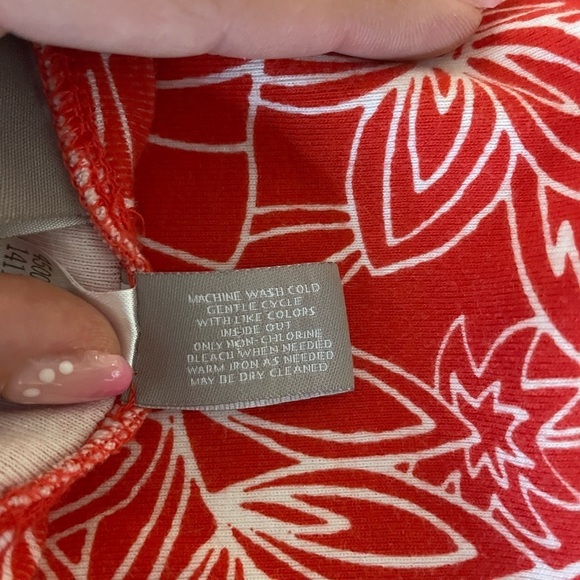 MACHINE WASH COLD
GENTLE CYCLE
WITH LIKE COLORS
INSIDE OUT
ONLY NON-CHLORINE
BLEACH WHEN NEEDED
WARM IRON AS NEEDED
MAY BE DRY CLEANED